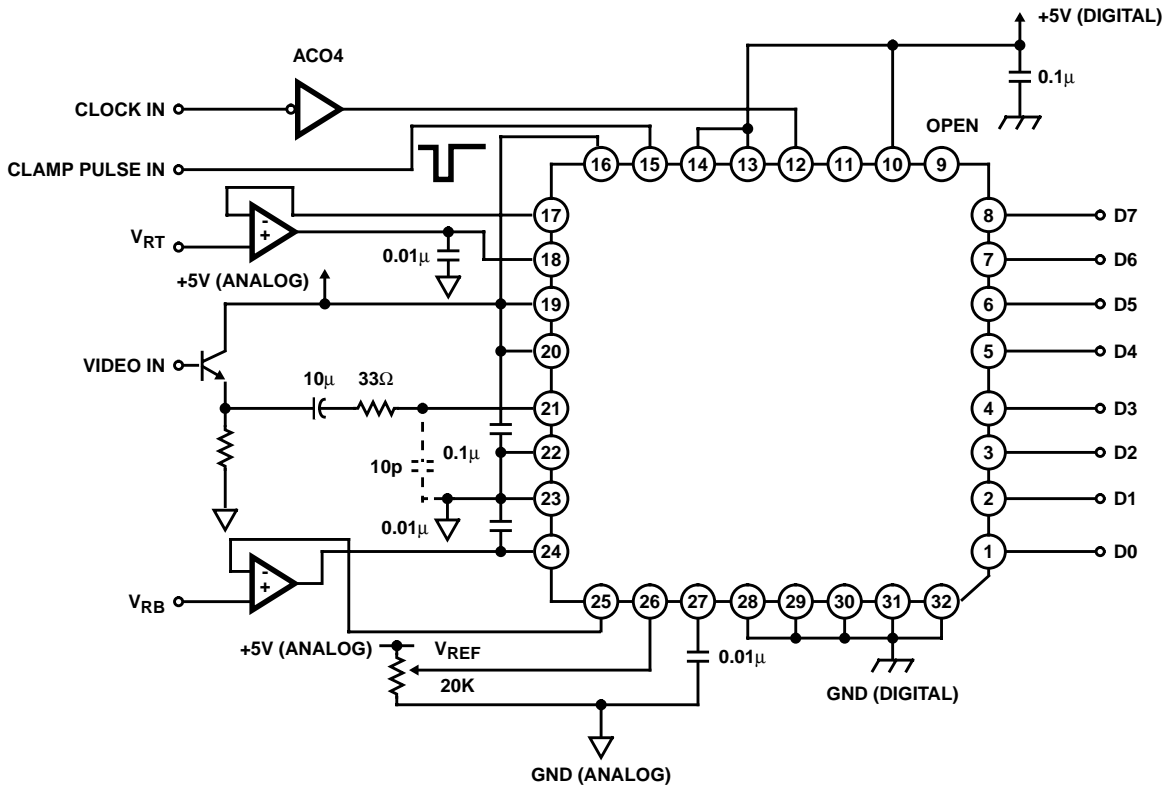 +5V (DIGITAL)
ACO4
0.1μ
CLOCK IN
OPEN
CLAMP PULSE IN
16 15 14 13 12 11 10 9
17
8 D7
VRT
0.01μ
18
7 D6
+5V (ANALOG)
19
6 D5
20
5 D4
VIDEO IN
10μ 33Ω
21
4 D3
10p 0.1μ
22
3 D2
23
2 D1
0.01μ
24
1 D0
VRB
25 26 27 28 29 30 31 32
+5V (ANALOG) VREF
20K
0.01μ
GND (DIGITAL)
GND (ANALOG)
- +
- +